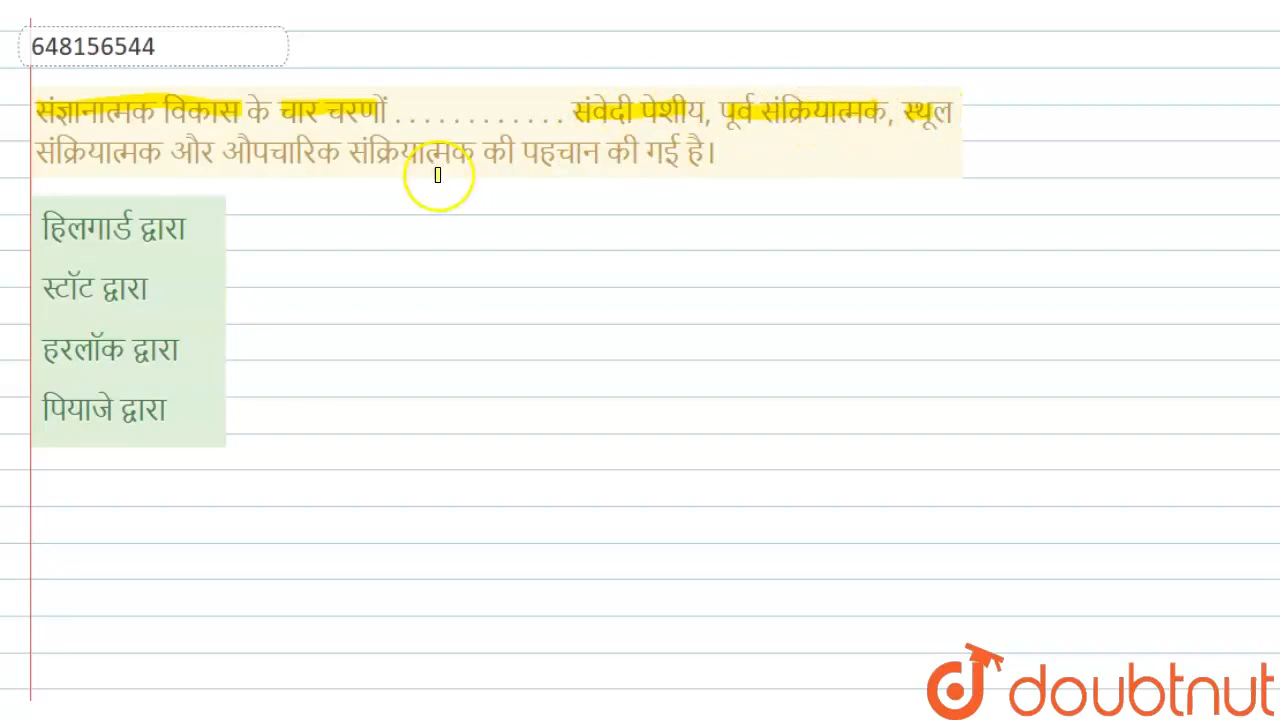 648156544
संज्ञानात्मक विकास के चार चरणों . . . . . . . . . . . . संवेदी पेशीय, पूर्व संक्रियात्मक, स्थूल
संक्रियात्मक और औपचारिक संक्रियात्मक की पहचान की गई है।
हिलगार्ड द्वारा
स्टॉट द्वारा
हरलॉक द्वारा
पियाजे द्वारा
doubtnut